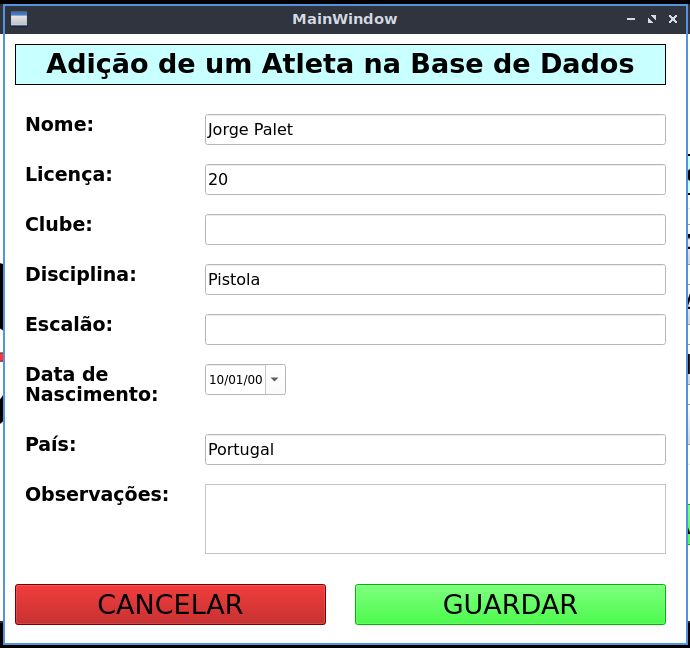 MainWindow
Adição de um Atleta na Base de Dados
Nome:
Jorge Palet
Licença:
20
Clube:
Disciplina:
Pistola
Escalão:
Data de
Nascimento:
10/01/00
País:
Portugal
Observações:
CANCELAR
GUARDAR